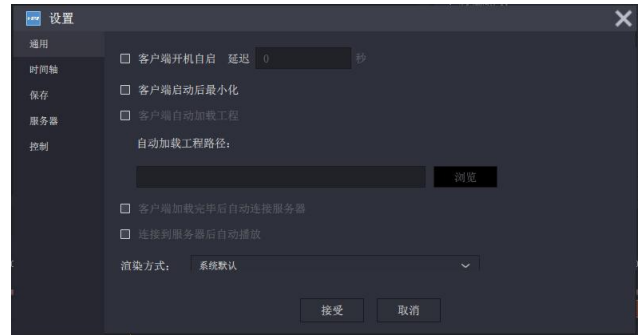 设置
通用
时间轴
保存
服务器
控制
客户端开机自启 延迟 0 秒
客户端启动后最小化
客户端自动加载工程
自动加载工程路径：
浏览
客户端加载完毕后自动连接服务器
连接到服务器后自动播放
渲染方式： 系统默认
接受 取消